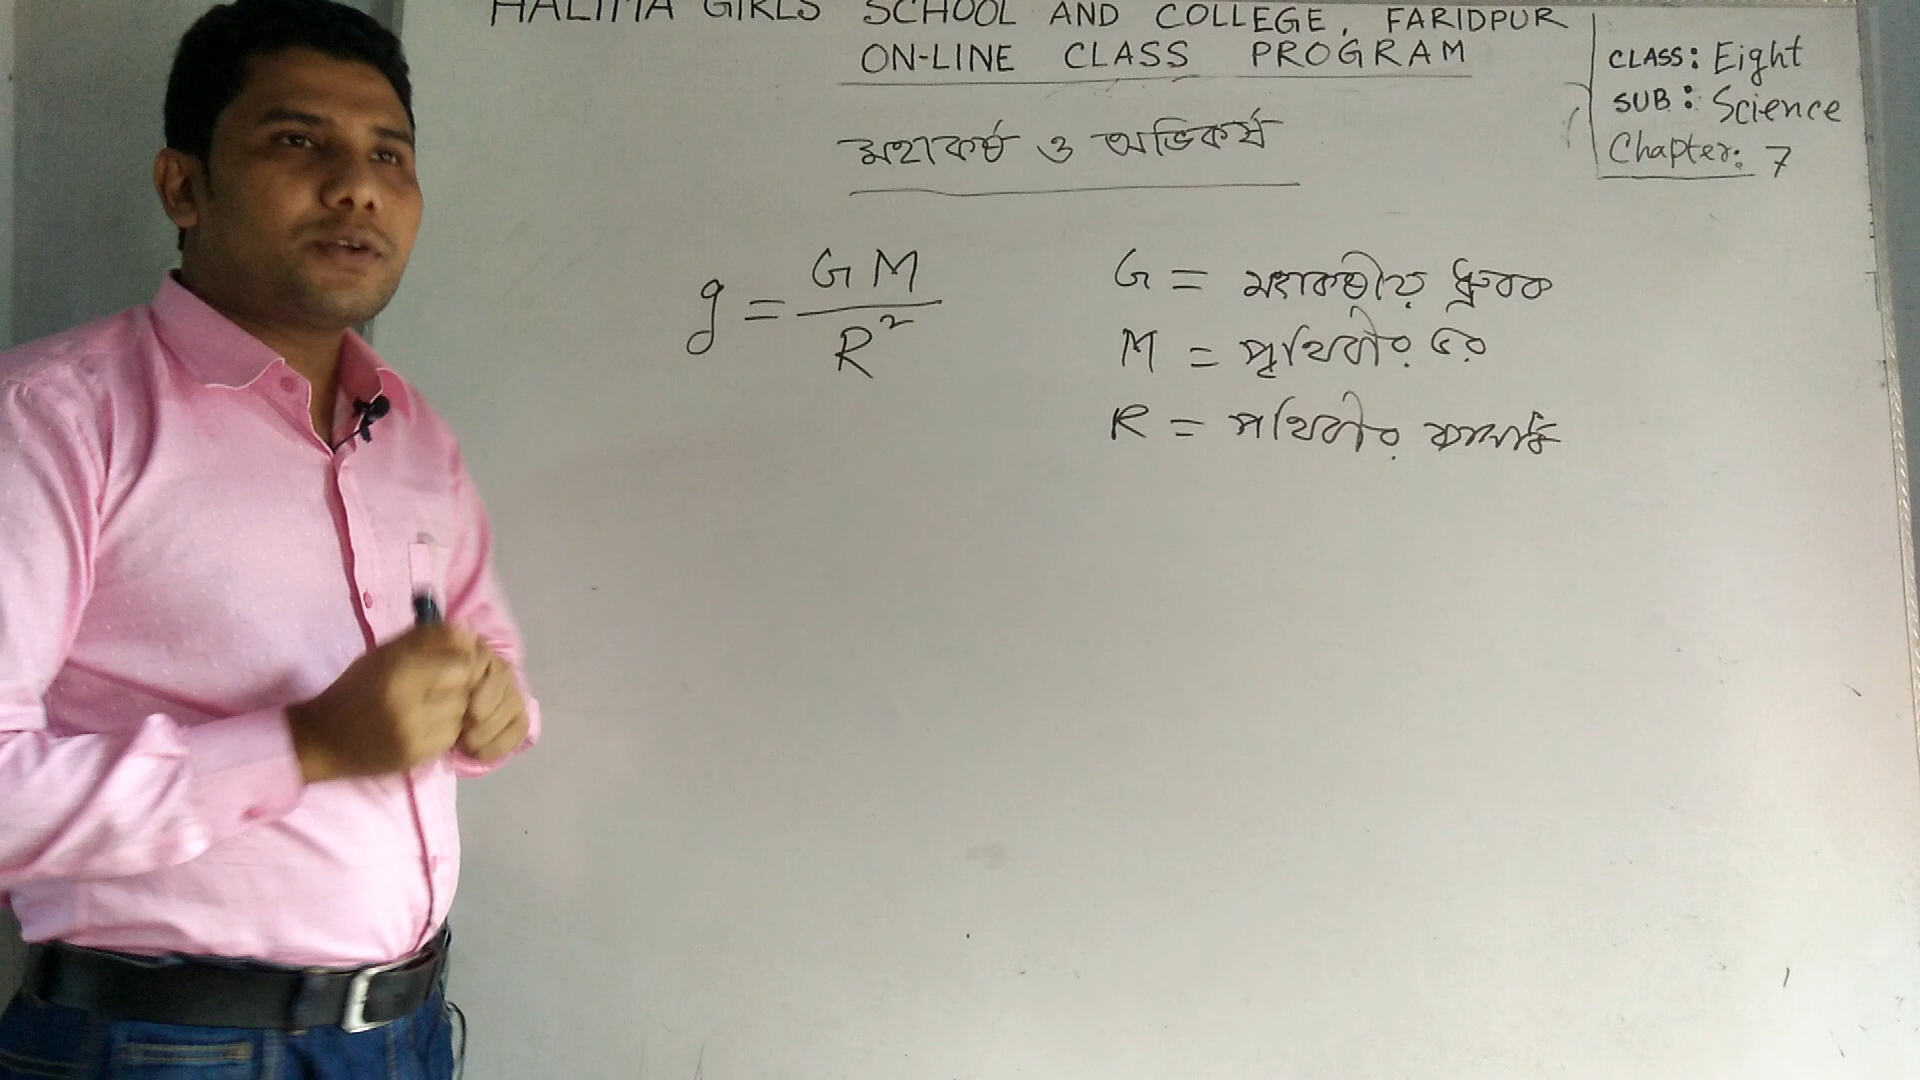 HALIMA GIRLS SCHOOL AND COLLEGE, FARIDPUR
ON-LINE CLASS PROGRAM
CLASS: Eight
SUB: Science
Chapter: 7
মহাকর্ষ ও অভিকর্ষ
g = GM / R²
G = মহাকর্ষীয় ধ্রুবক
M = পৃথিবীর ভর
R = পৃথিবীর ব্যাসার্ধ